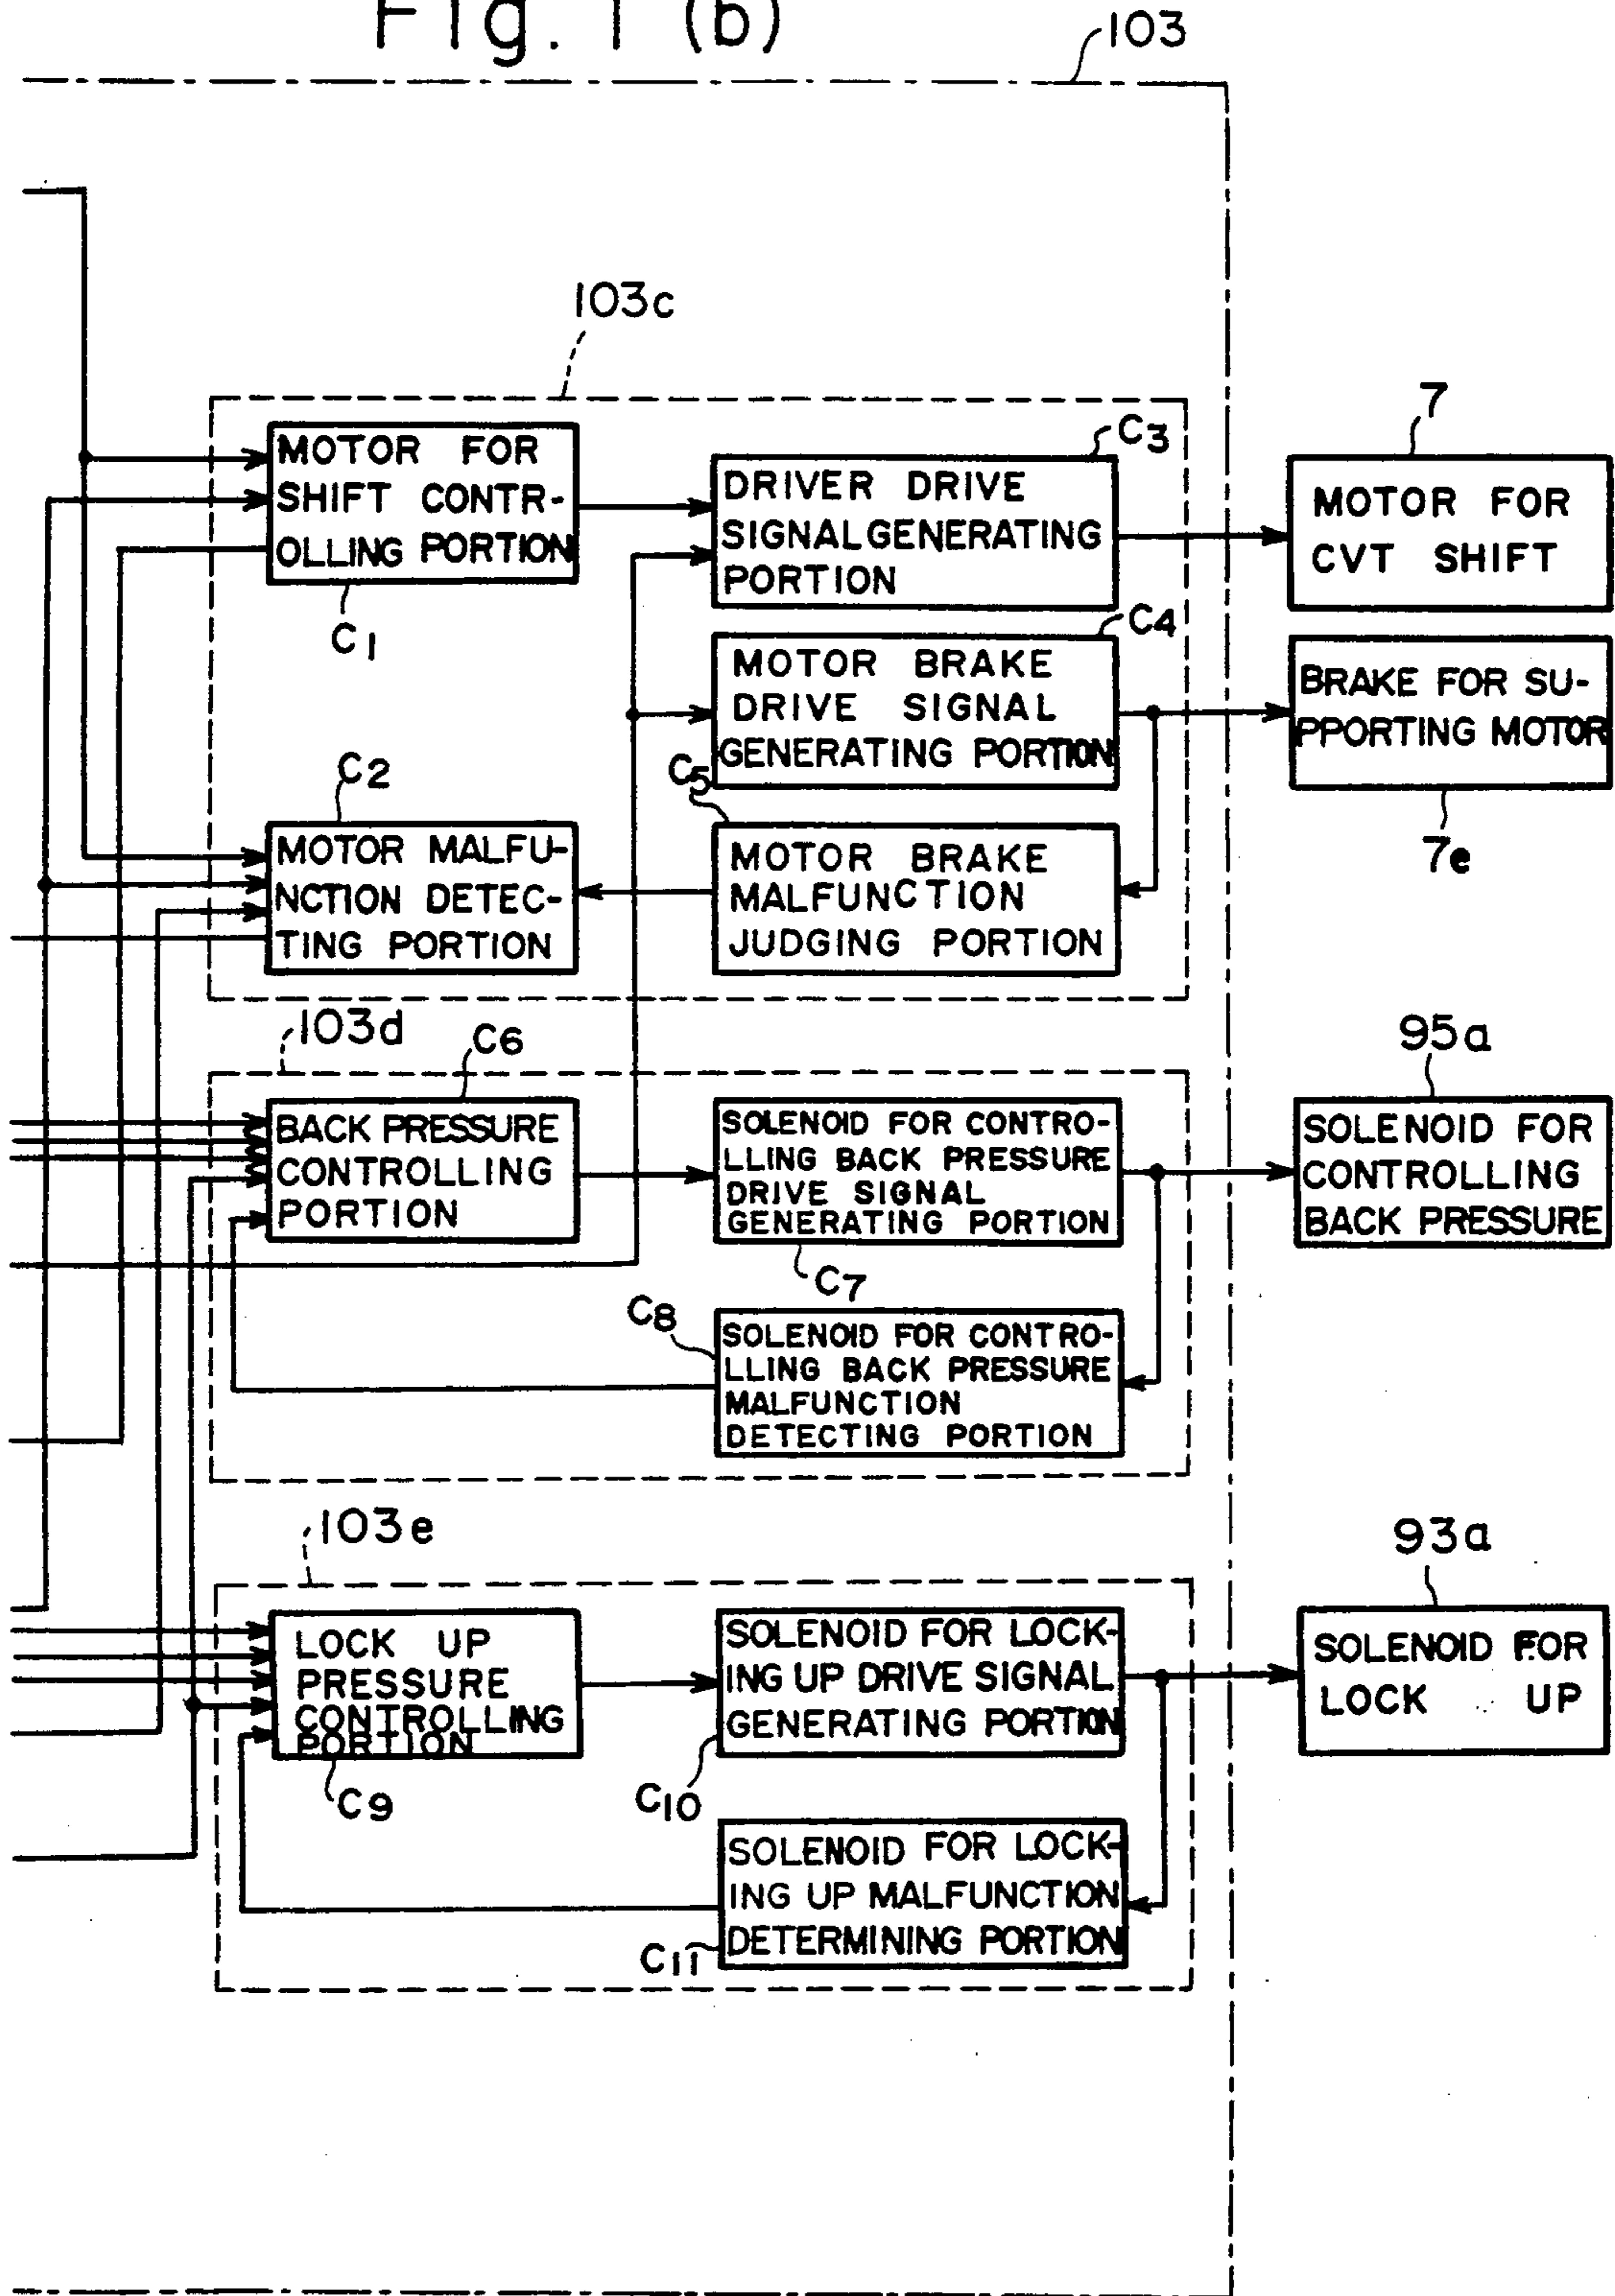 Fig. 1 (b)
103
103c
MOTOR FOR
SHIFT CONTR-
OLLING PORTION
C1
C3
DRIVER DRIVE
SIGNAL GENERATING
PORTION
7
MOTOR FOR
CVT SHIFT
C4
MOTOR BRAKE
DRIVE SIGNAL
GENERATING PORTION
BRAKE FOR SU-
PPORTING MOTOR
7e
C2
MOTOR MALFU-
NCTION DETEC-
TING PORTION
C5
MOTOR BRAKE
MALFUNCTION
JUDGING PORTION
103d
C6
BACK PRESSURE
CONTROLLING
PORTION
SOLENOID FOR CONTRO-
LLING BACK PRESSURE
DRIVE SIGNAL
GENERATING PORTION
C7
95a
SOLENOID FOR
CONTROLLING
BACK PRESSURE
C8
SOLENOID FOR CONTRO-
LLING BACK PRESSURE
MALFUNCTION
DETECTING PORTION
103e
LOCK UP
PRESSURE
CONTROLLING
PORTION
C9
SOLENOID FOR LOCK-
ING UP DRIVE SIGNAL
GENERATING PORTION
C10
93a
SOLENOID FOR
LOCK UP
SOLENOID FOR LOCK-
ING UP MALFUNCTION
DETERMINING PORTION
C11